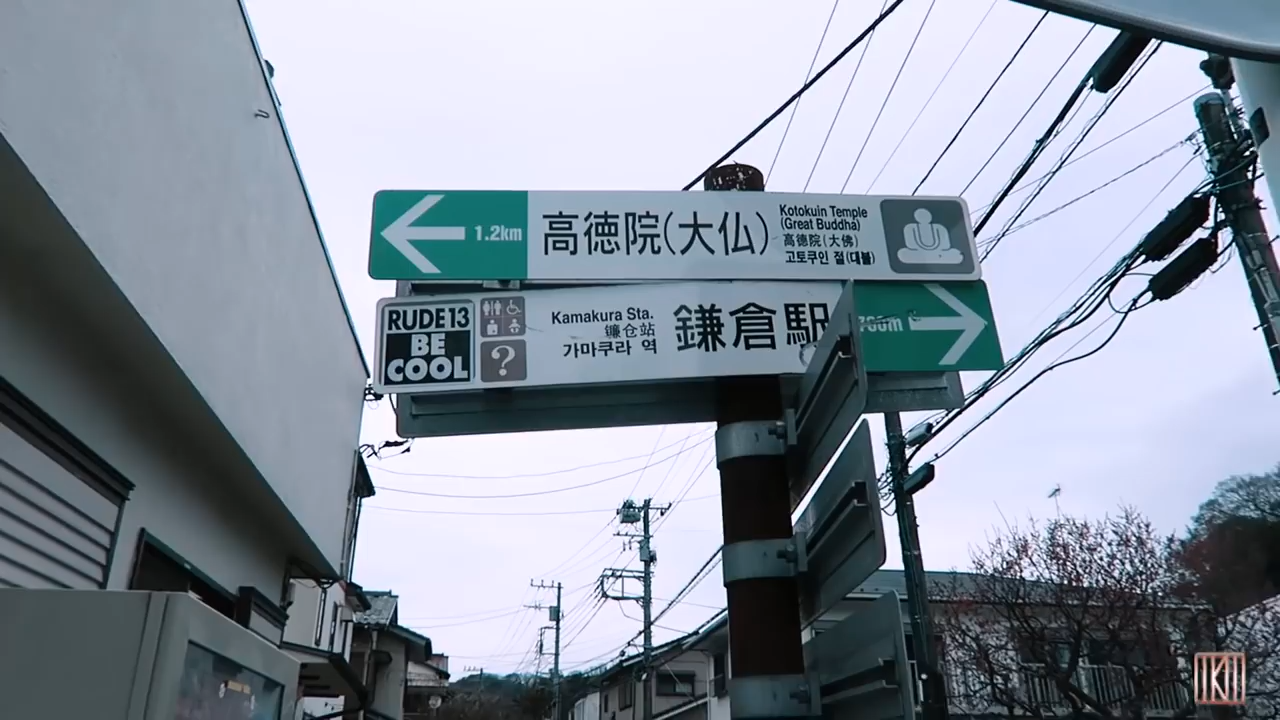 1.2km
高徳院(大仏)
Kotokuin Temple
(Great Buddha)
高德院(大佛)
고토쿠인 절(대불)
RUDE13
BE
COOL
?
Kamakura Sta.
镰仓站
가마쿠라 역
鎌倉駅